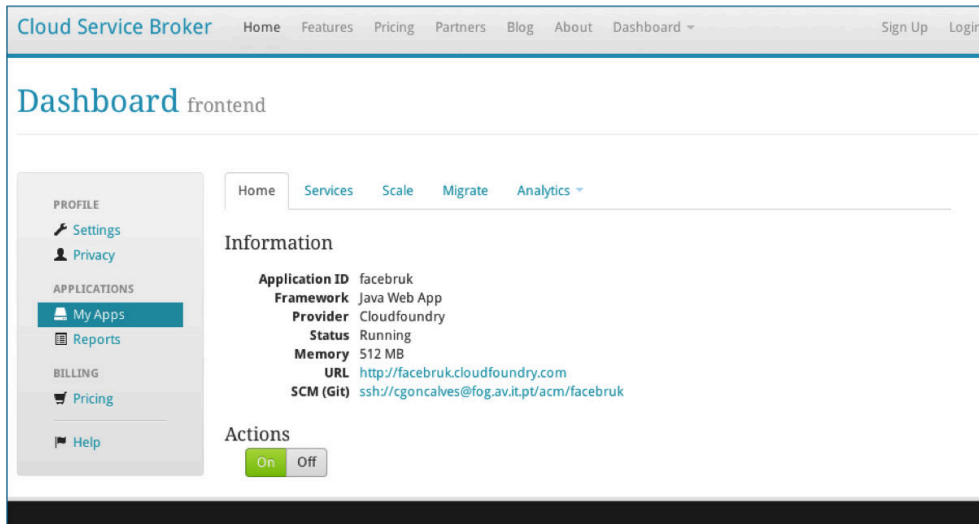 Cloud Service Broker Home Features Pricing Partners Blog About Dashboard Sign Up Login
Dashboard frontend
PROFILE
Settings
Privacy
APPLICATIONS
My Apps
Reports
BILLING
Pricing
Help
Home Services Scale Migrate Analytics
Information
Application ID facebruk
Framework Java Web App
Provider Cloudfoundry
Status Running
Memory 512 MB
URL http://facebruk.cloudfoundry.com
SCM (Git) ssh://cgoncalves@fog.av.it.pt/acm/facebruk
Actions
On Off